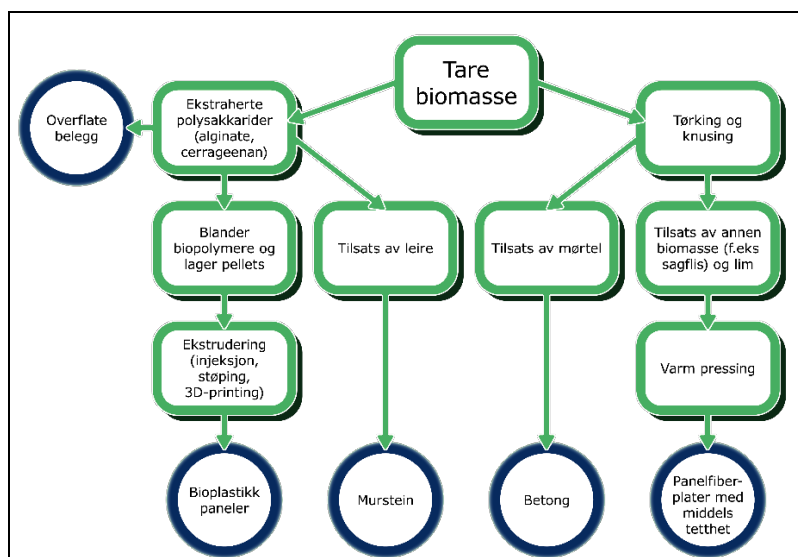 Tare
biomasse
Overflate
belegg
Ekstraherte
polysakkarider
(alginate,
cerrageenan)
Tørking og
knusing
Blander
biopolymere og
lager pellets
Tilsats av leire
Tilsats av mørtel
Tilsats av annen
biomasse (f.eks
sagflis) og lim
Ekstrudering
(injeksjon,
støping,
3D-printing)
Varm pressing
Bioplastikk
paneler
Murstein
Betong
Panelfiber-
plater med
middels
tetthet